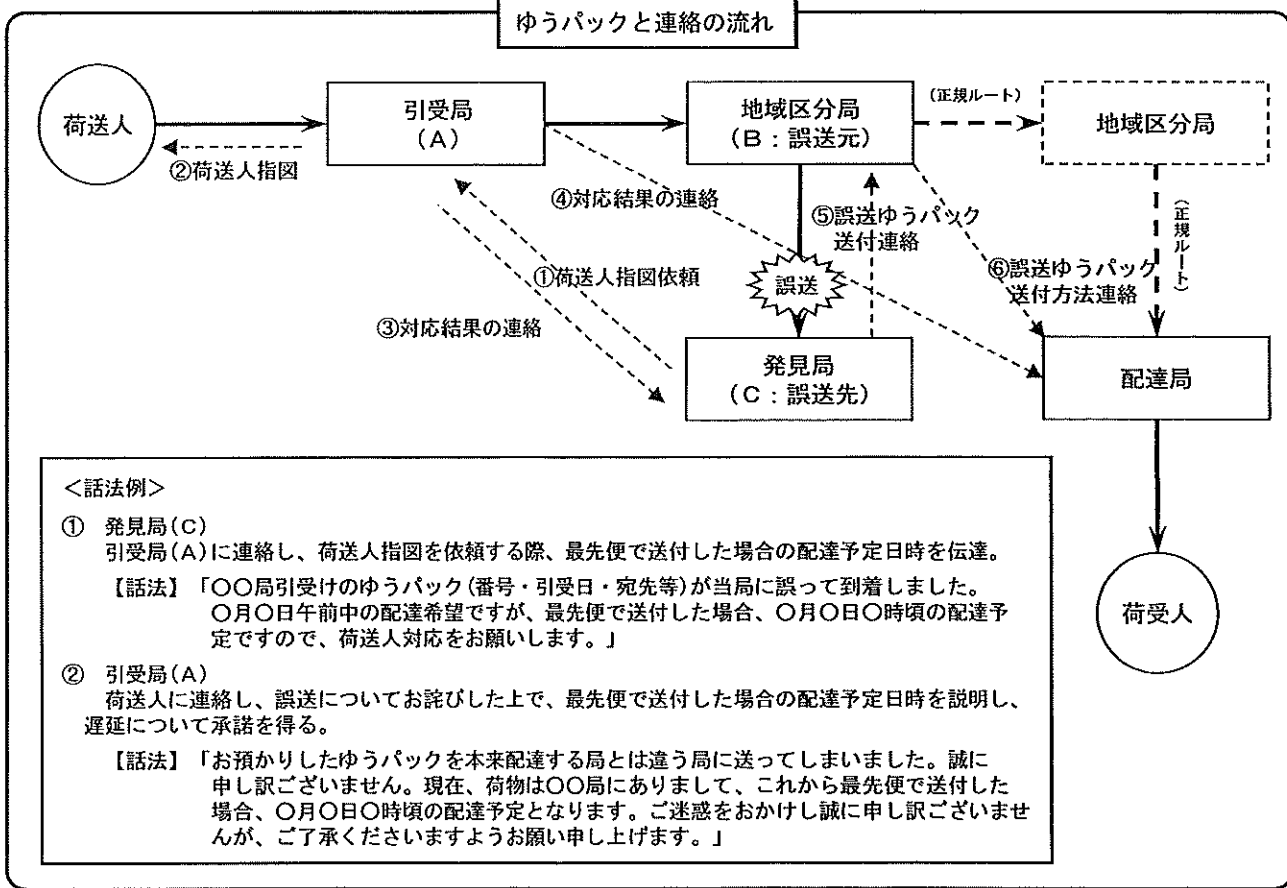 ゆうパックと連絡の流れ
荷送人
引受局
(A)
地域区分局
(B:誤送元)
(正規ルート)
地域区分局
②荷送人指図
④対応結果の連絡
⑤誤送ゆうパック
送付連絡
(正規ルート)
①荷送人指図依頼
誤送
⑥誤送ゆうパック
送付方法連絡
③対応結果の連絡
発見局
(C:誤送先)
配達局
荷受人
<話法例>
① 発見局(C)
引受局(A)に連絡し、荷送人指図を依頼する際、最先便で送付した場合の配達予定日時を伝達。
【話法】「〇〇局引受けのゆうパック(番号・引受日・宛先等)が当局に誤って到着しました。
〇月〇日午前中の配達希望ですが、最先便で送付した場合、〇月〇日〇時頃の配達予
定ですので、荷送人対応をお願いします。」
② 引受局(A)
荷送人に連絡し、誤送についてお詫びした上で、最先便で送付した場合の配達予定日時を説明し、
遅延について承諾を得る。
【話法】「お預かりしたゆうパックを本来配達する局とは違う局に送ってしまいました。誠に
申し訳ございません。現在、荷物は〇〇局にありまして、これから最先便で送付した
場合、〇月〇日〇時頃の配達予定となります。ご迷惑をおかけし誠に申し訳ございませ
んが、ご了承くださいますようお願い申し上げます。」